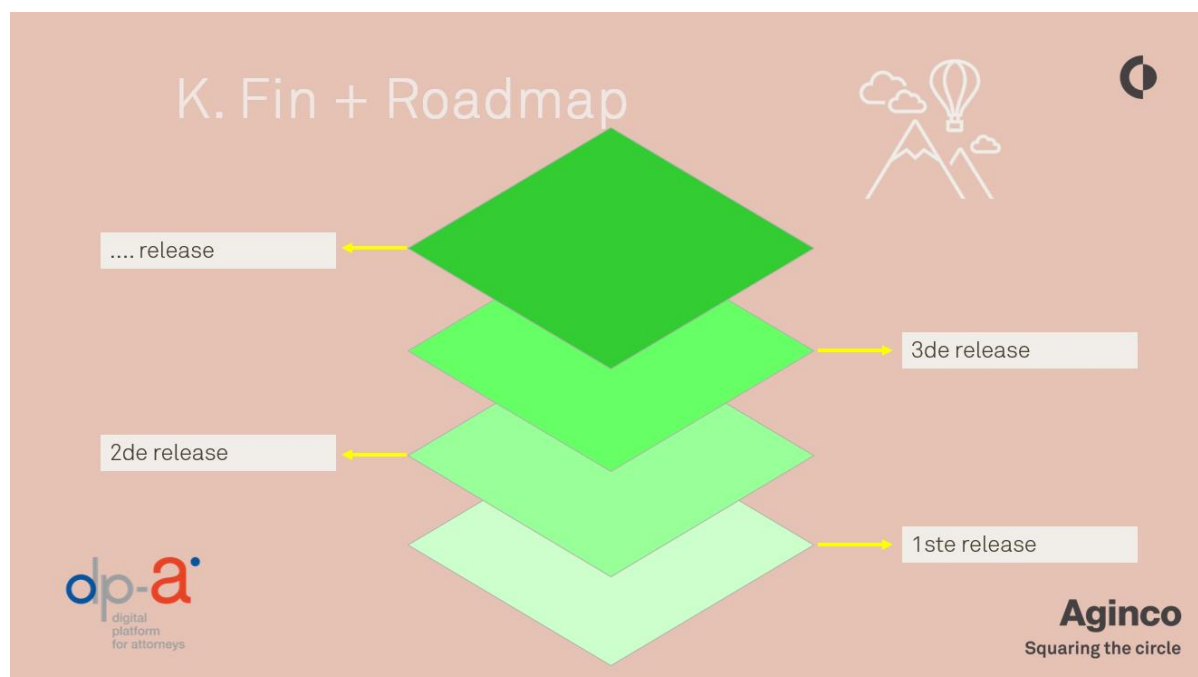 K. Fin + Roadmap
.... release
3de release
2de release
1ste release
dp-a
digital
platform
for attorneys
Aginco
Squaring the circle